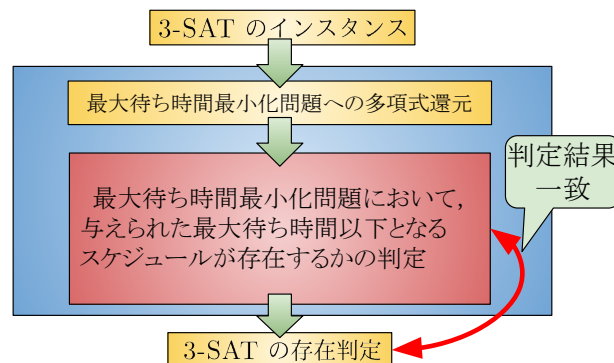 3-SAT のインスタンス
最大待ち時間最小化問題への多項式還元
最大待ち時間最小化問題において,
与えられた最大待ち時間以下となる
スケジュールが存在するかの判定
判定結果
一致
3-SAT の存在判定